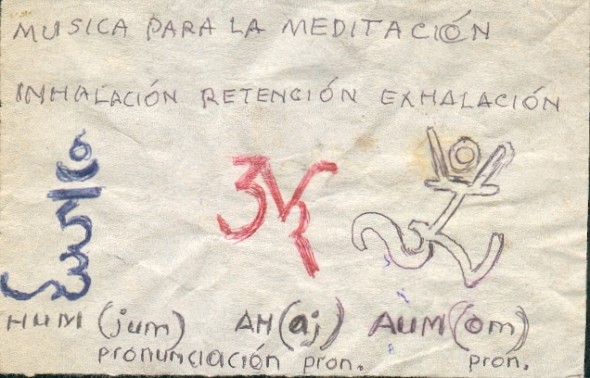 MUSICA PARA LA MEDITACIÓN
INHALACIÓN RETENCIÓN EXHALACIÓN
HUM (jum) AH (aj) AUM (om)
pronunciación pron. pron.